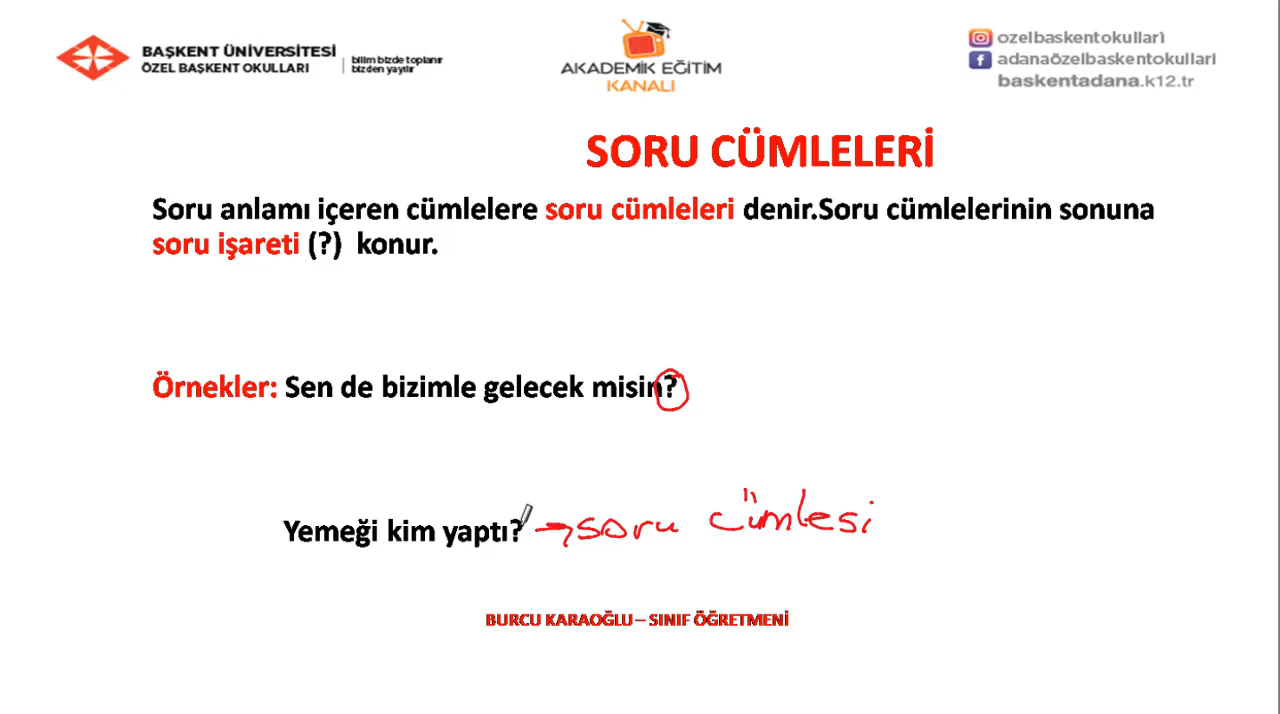 BAŞKENT ÜNİVERSİTESİ
ÖZEL BAŞKENT OKULLARI
bilim bizde toplanır
bizden yayılır
AKADEMİK EĞİTİM
KANALI
ozelbaskentokullari
adanaözelbaskentokullari
baskentadana.k12.tr
SORU CÜMLELERİ
Soru anlamı içeren cümlelere soru cümleleri denir.Soru cümlelerinin sonuna
soru işareti (?) konur.
Örnekler: Sen de bizimle gelecek misin?
Yemeği kim yaptı? →soru cümlesi
BURCU KARAOĞLU – SINIF ÖĞRETMENİ